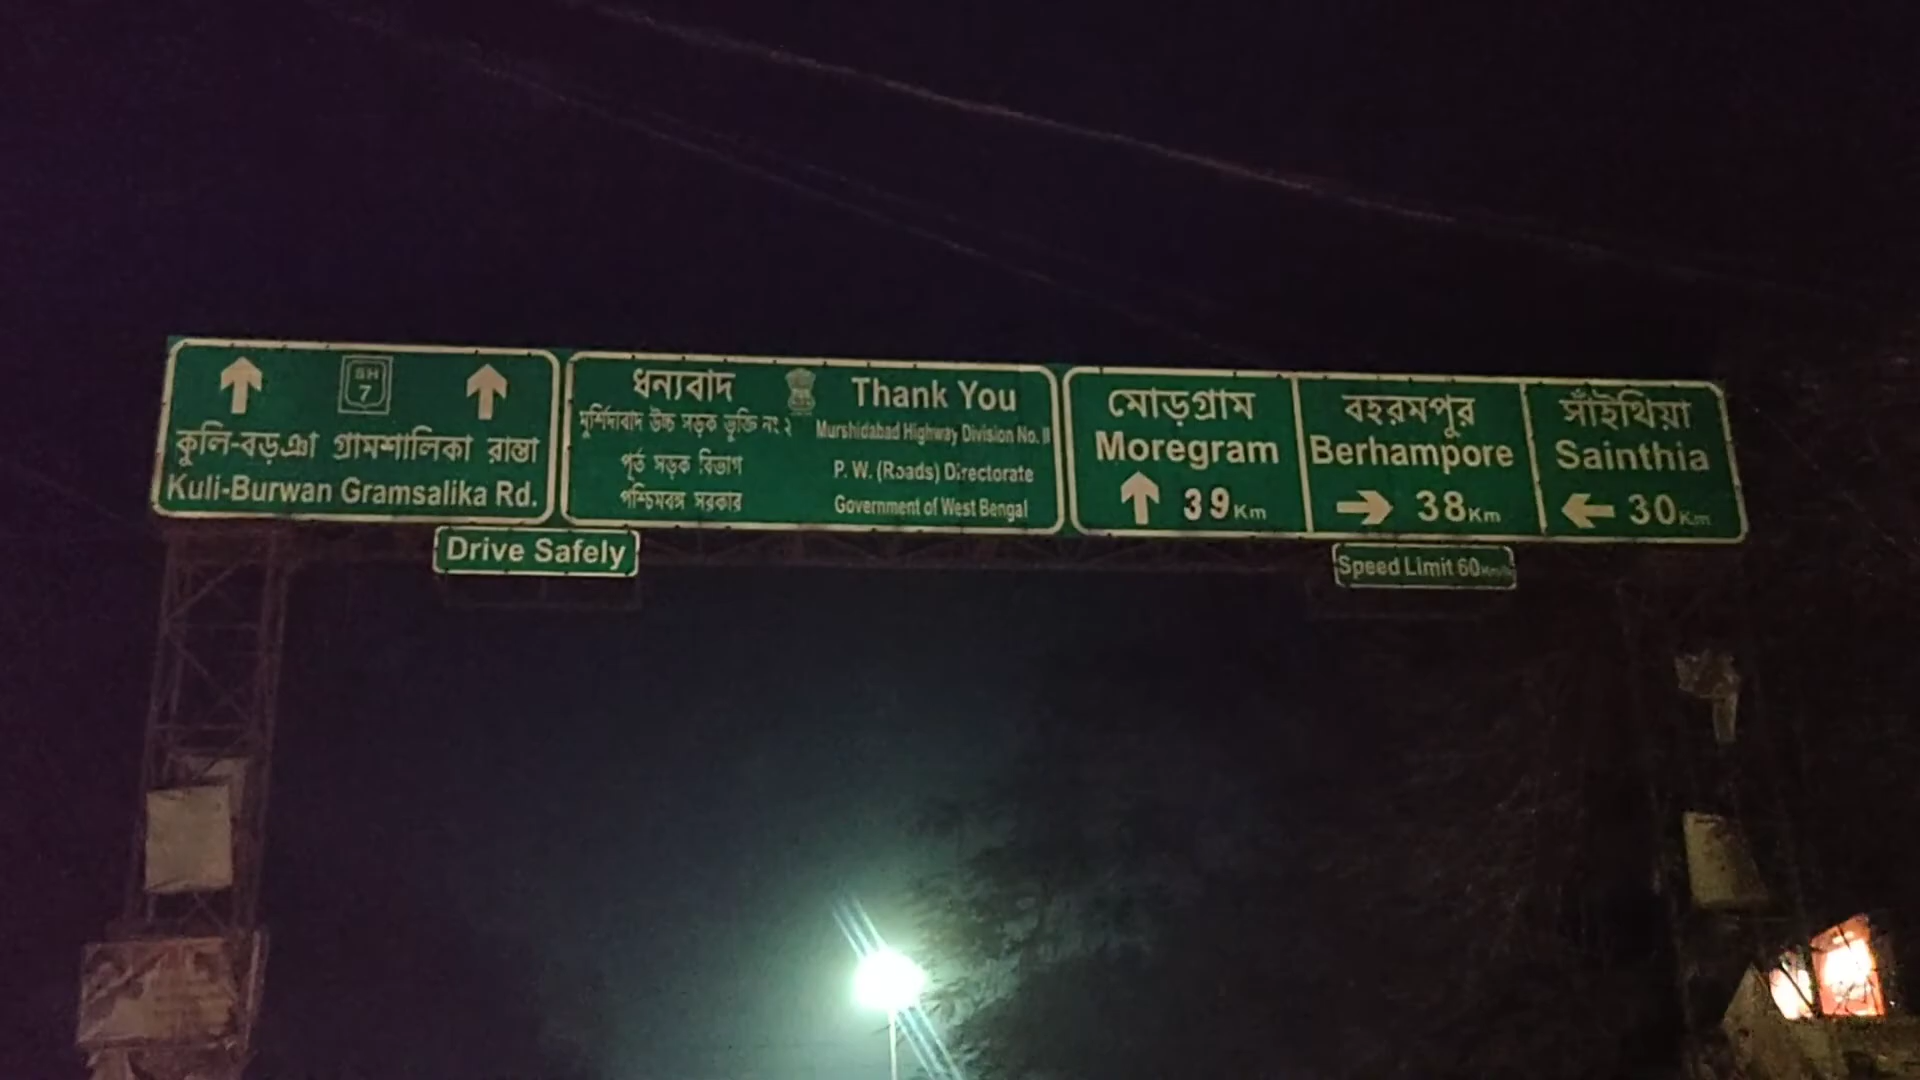 SH
7
কুলি-বড়ঞা গ্রামশালিকা রাস্তা
Kuli-Burwan Gramsalika Rd.
Drive Safely
ধন্যবাদ
মুর্শিদাবাদ উচ্চ সড়ক ভুক্তি নং ২
পূর্ত সড়ক বিভাগ
পশ্চিমবঙ্গ সরকার
Thank You
Murshidabad Highway Division No. II
P. W. (Roads) Directorate
Government of West Bengal
মোড়গ্রাম
Moregram
39 Km
বহরমপুর
Berhampore
38 Km
সাঁইথিয়া
Sainthia
30 Km
Speed Limit 60 Km/h